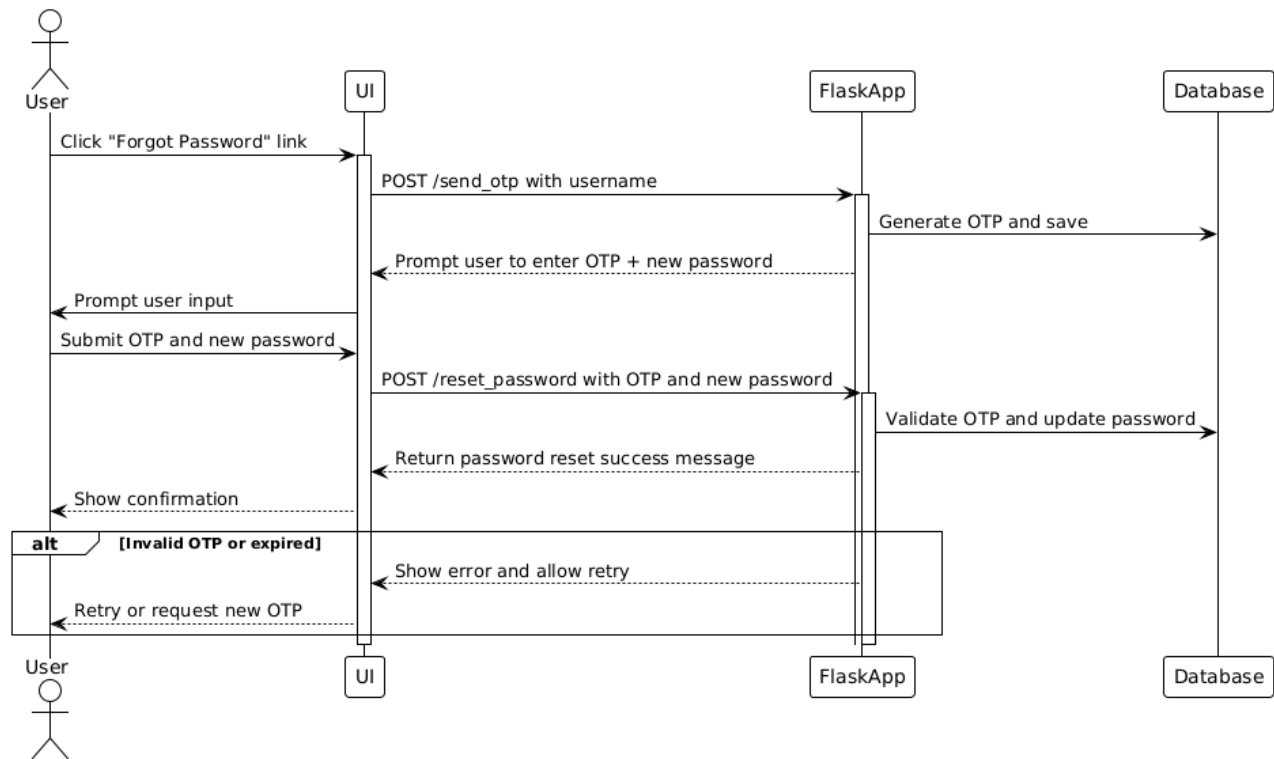 User
UI
FlaskApp
Database
Click "Forgot Password" link
POST /send_otp with username
Generate OTP and save
Prompt user to enter OTP + new password
Prompt user input
Submit OTP and new password
POST /reset_password with OTP and new password
Validate OTP and update password
Return password reset success message
Show confirmation
alt [Invalid OTP or expired]
Show error and allow retry
Retry or request new OTP
User
UI
FlaskApp
Database